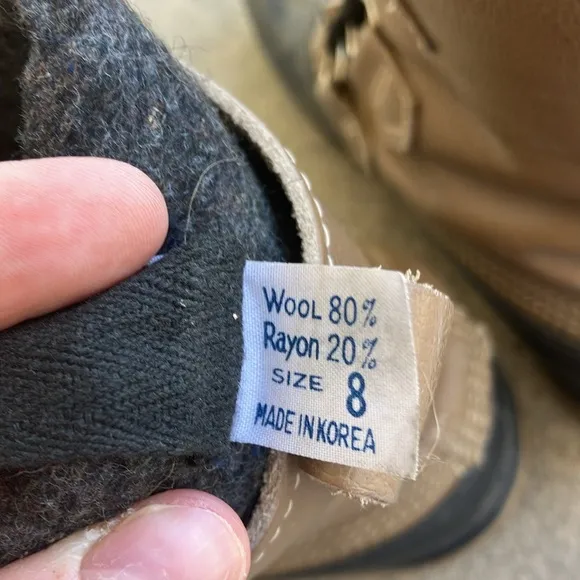 WOOL 80%
Rayon 20%
SIZE 8
MADE IN KOREA